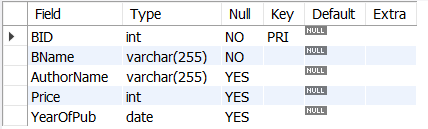 Field Type Null Key Default Extra
BID int NO PRI NULL
BName varchar(255) NO NULL
AuthorName varchar(255) YES NULL
Price int YES NULL
YearOfPub date YES NULL